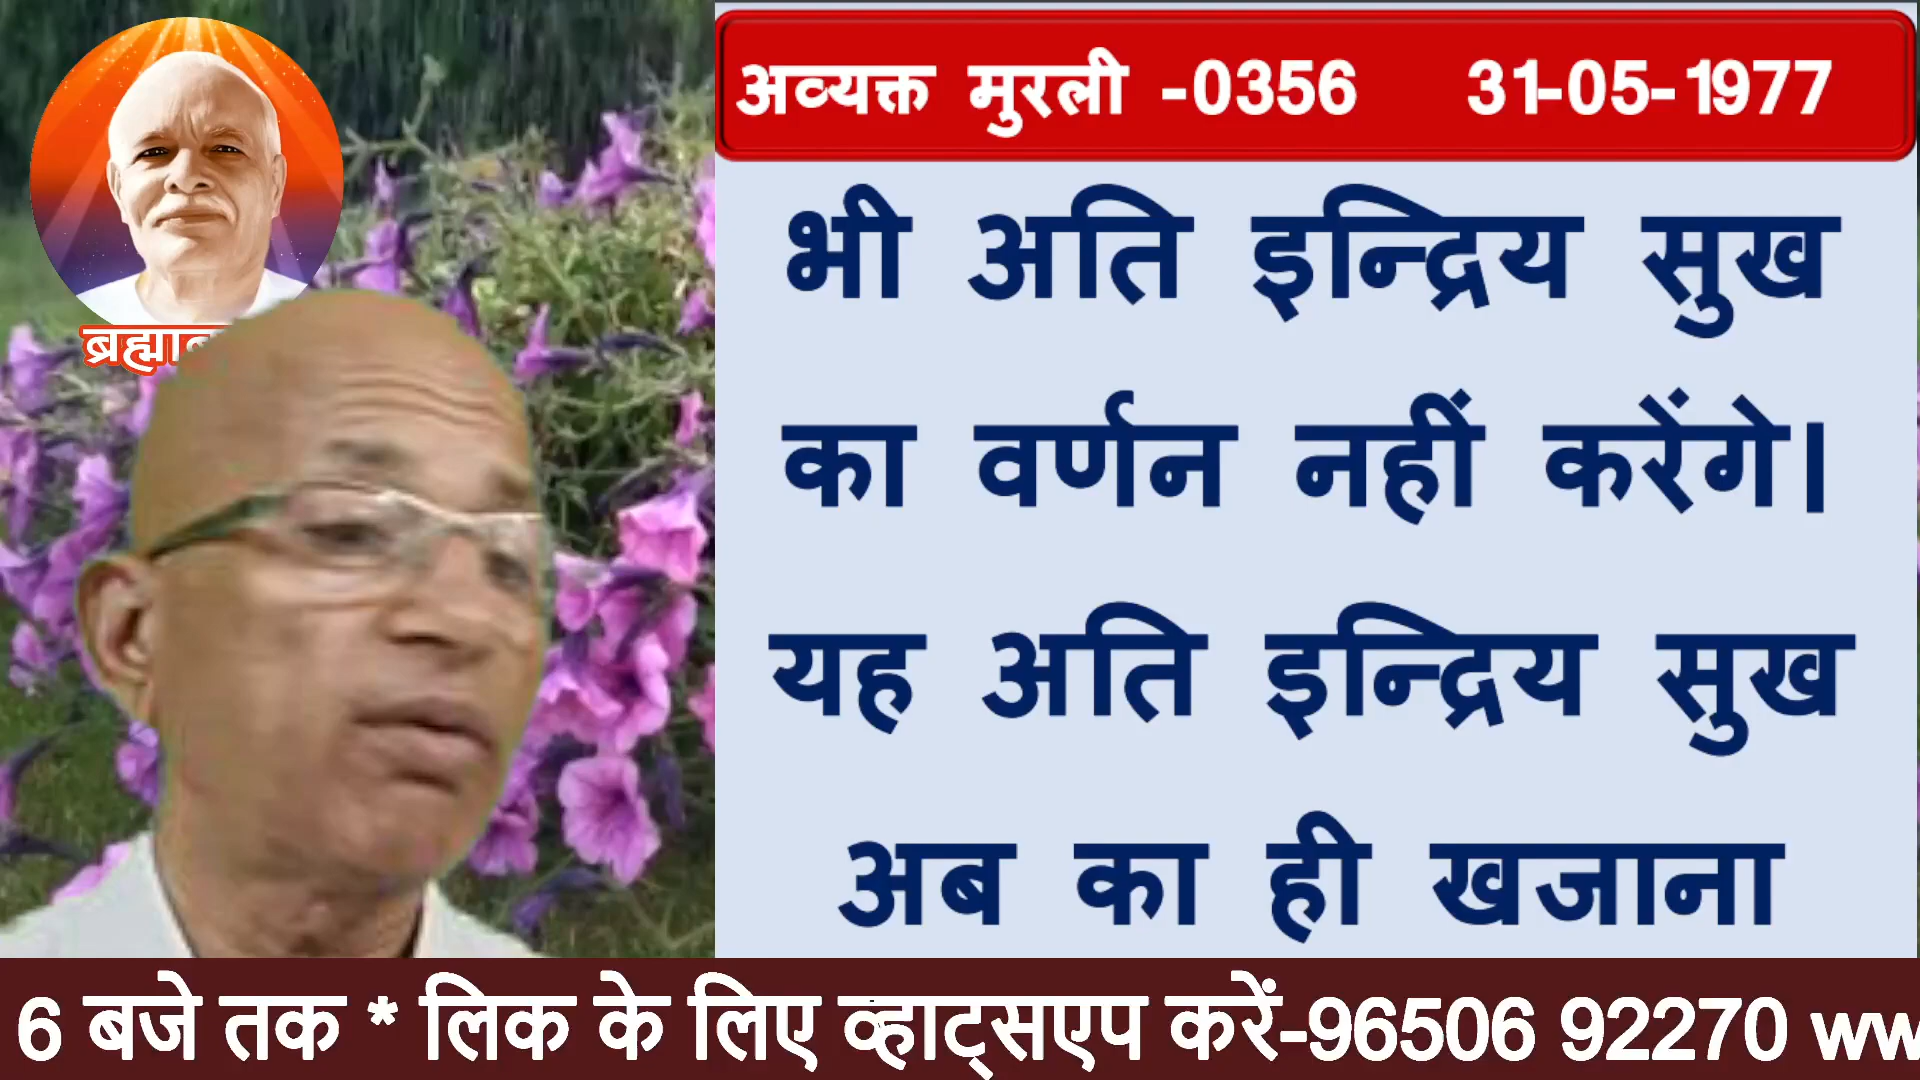 अव्यक्त मुरली -0356 31-05-1977
भी अति इन्द्रिय सुख
का वर्णन नहीं करेंगे।
यह अति इन्द्रिय सुख
अब का ही खजाना
6 बजे तक * लिंक के लिए व्हाट्सएप करें-96506 92270